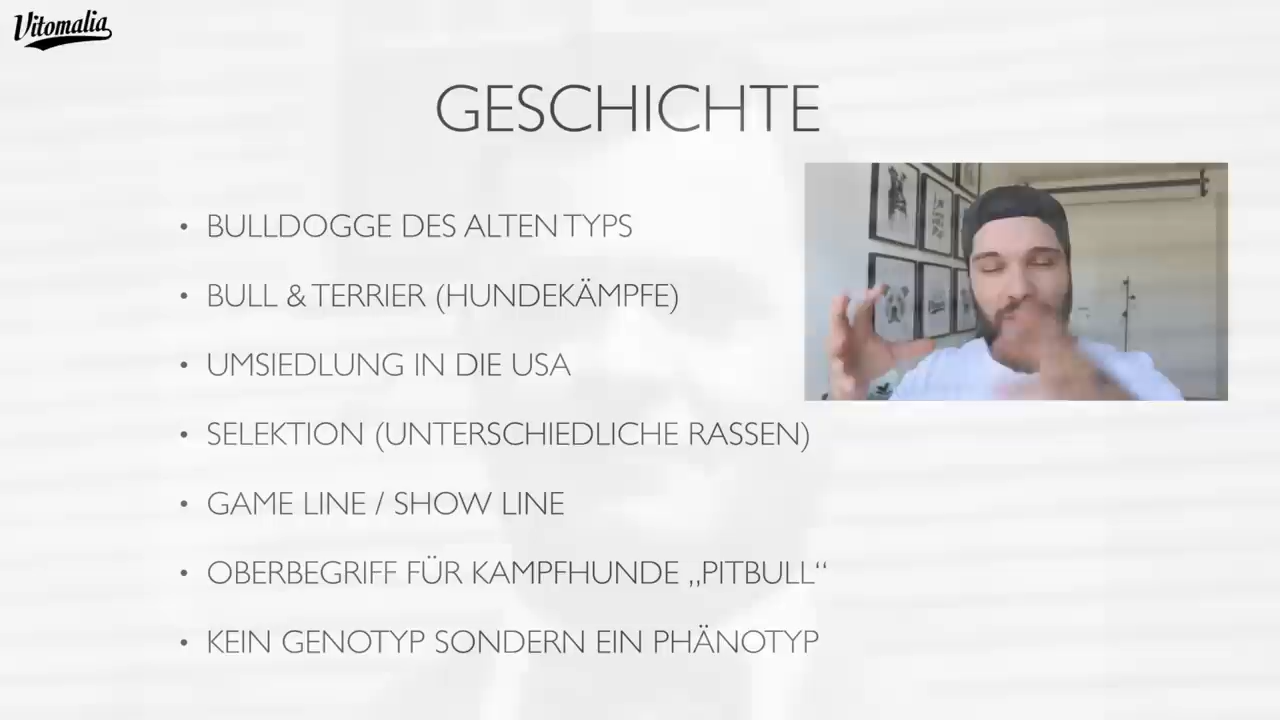 Vitomalia
GESCHICHTE
• BULLDOGGE DES ALTEN TYPS
• BULL & TERRIER (HUNDEKÄMPFE)
• UMSIEDLUNG IN DIE USA
• SELEKTION (UNTERSCHIEDLICHE RASSEN)
• GAME LINE / SHOW LINE
• OBERBEGRIFF FÜR KAMPFHUNDE „PITBULL“
• KEIN GENOTYP SONDERN EIN PHÄNOTYP